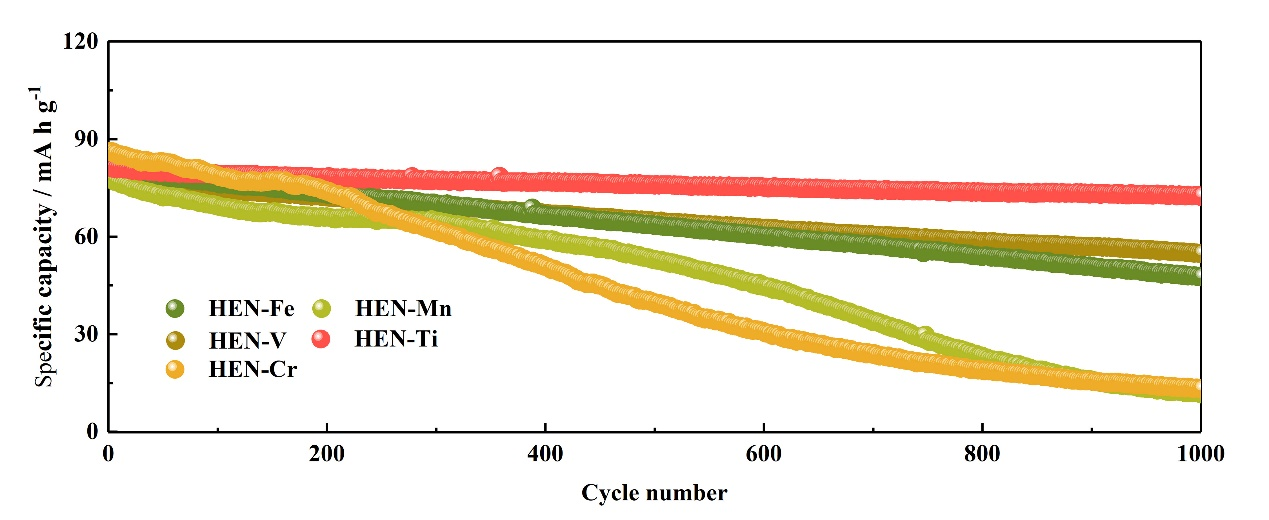 120
90
60
30
0
Specific capacity / mA h g-1
HEN-Fe HEN-Mn
HEN-V HEN-Ti
HEN-Cr
0 200 400 600 800 1000
Cycle number